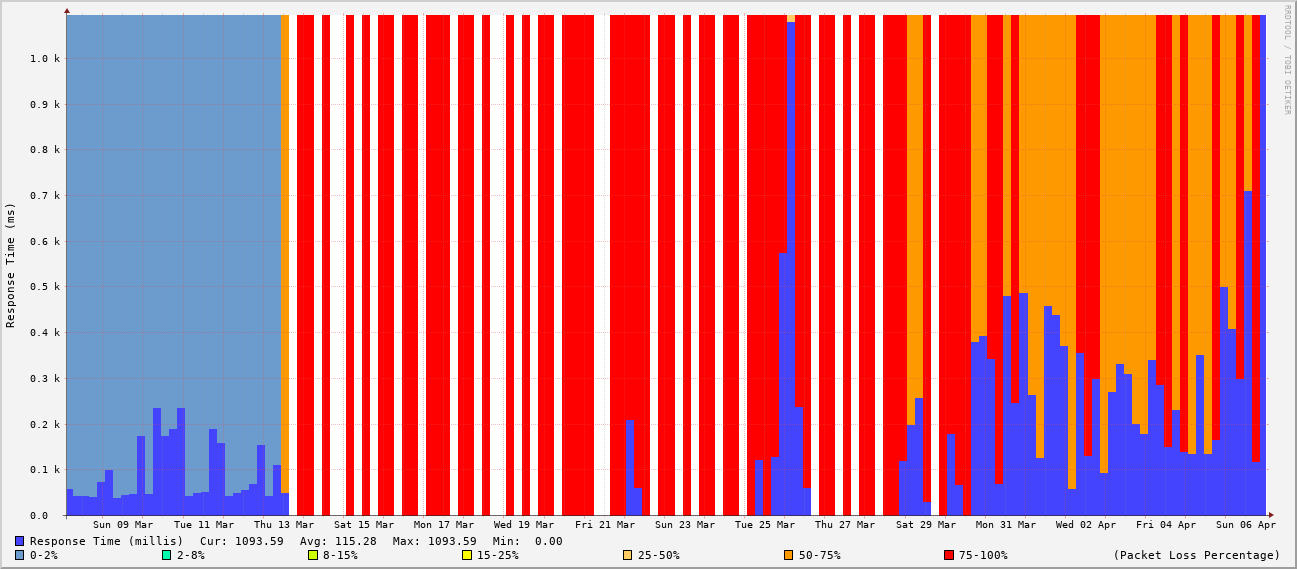 RRDTOOL / TOBI OETIKER
Response Time (ms)
1.0 k
0.9 k
0.8 k
0.7 k
0.6 k
0.5 k
0.4 k
0.3 k
0.2 k
0.1 k
0.0
Sun 09 Mar Tue 11 Mar Thu 13 Mar Sat 15 Mar Mon 17 Mar Wed 19 Mar Fri 21 Mar Sun 23 Mar Tue 25 Mar Thu 27 Mar Sat 29 Mar Mon 31 Mar Wed 02 Apr Fri 04 Apr Sun 06 Apr
Response Time (millis) Cur: 1093.59 Avg: 115.28 Max: 1093.59 Min: 0.00
0-2% 2-8% 8-15% 15-25% 25-50% 50-75% 75-100% (Packet Loss Percentage)